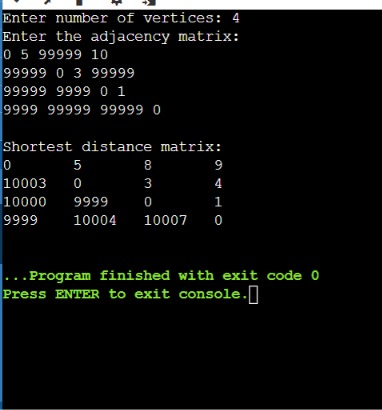 Enter number of vertices: 4
Enter the adjacency matrix:
0 5 99999 10
99999 0 3 99999
99999 9999 0 1
9999 99999 99999 0
Shortest distance matrix:
0 5 8 9
10003 0 3 4
10000 9999 0 1
9999 10004 10007 0
...Program finished with exit code 0
Press ENTER to exit console.